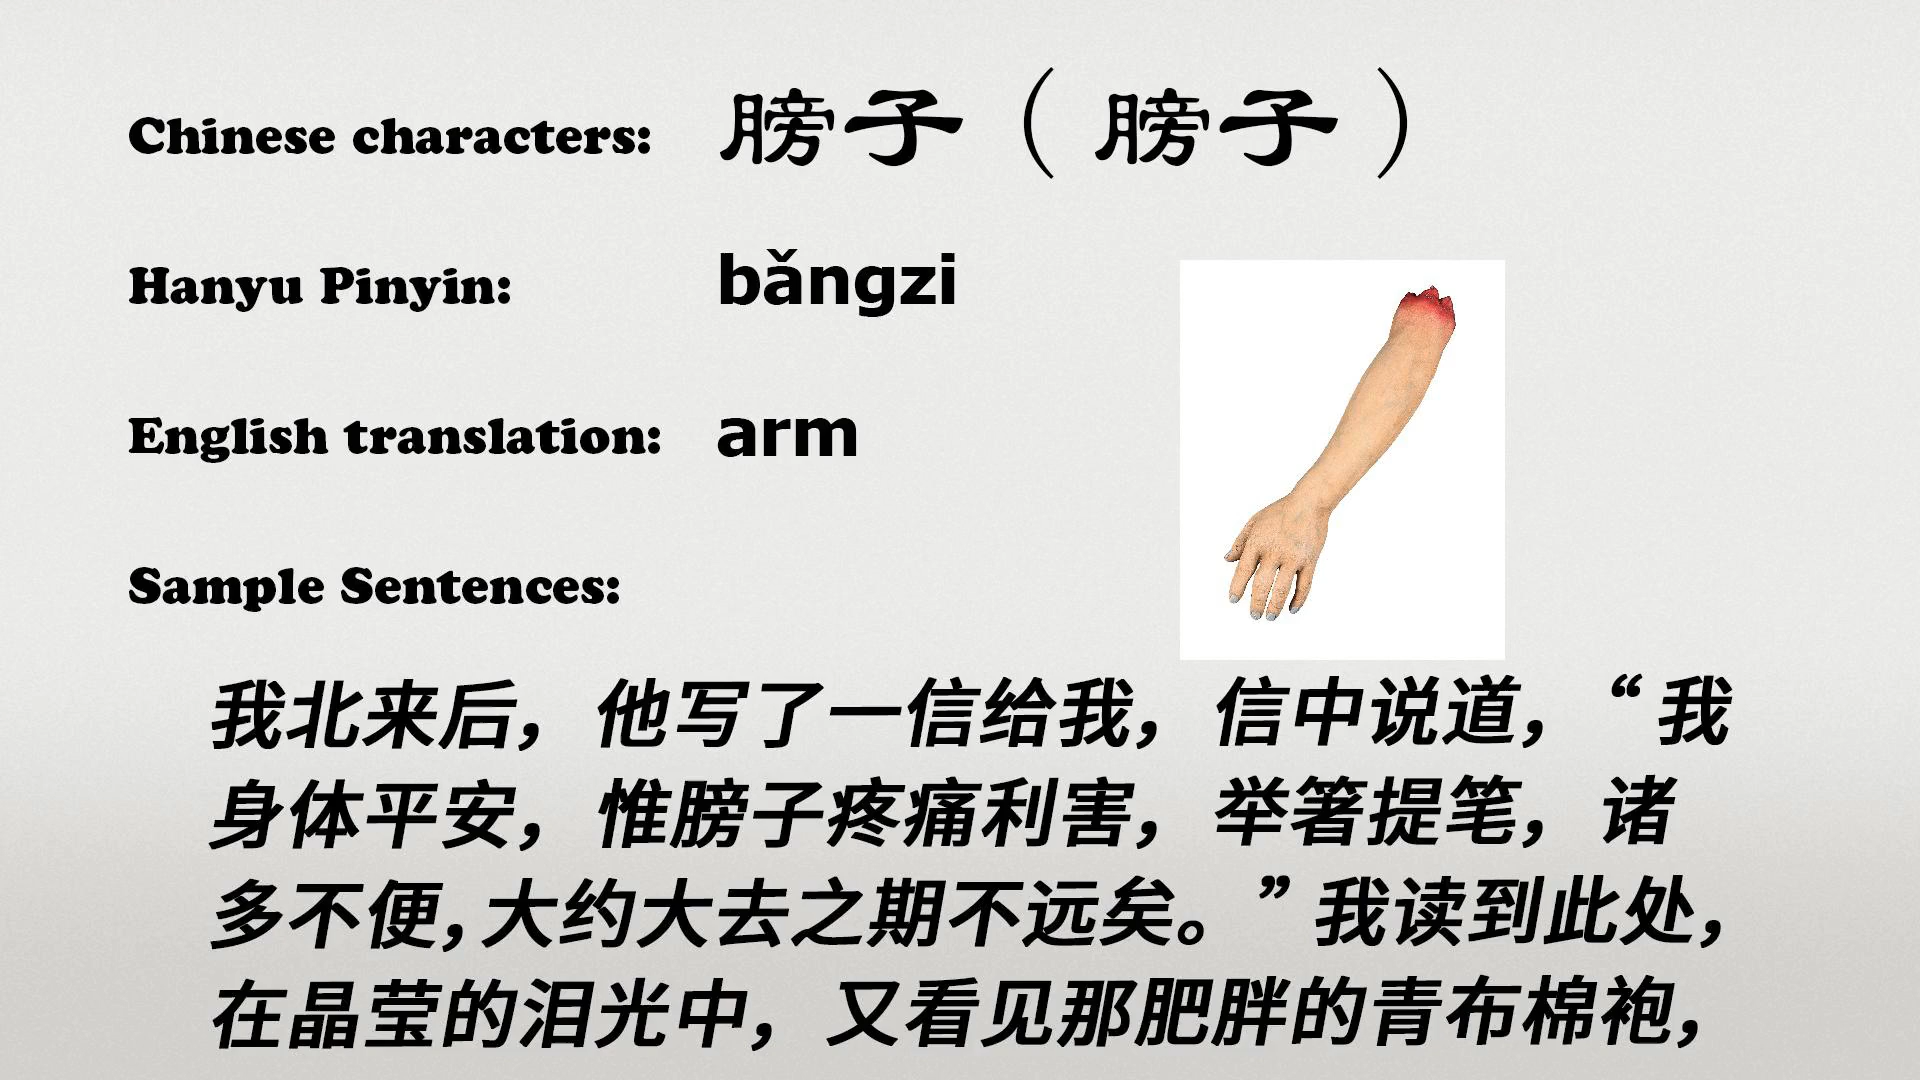 Chinese characters: 膀子（膀子）
Hanyu Pinyin: bǎngzi
English translation: arm
Sample Sentences:
我北来后，他写了一信给我，信中说道，“我
身体平安，惟膀子疼痛利害，举箸提笔，诸
多不便，大约大去之期不远矣。”我读到此处，
在晶莹的泪光中，又看见那肥胖的青布棉袍，